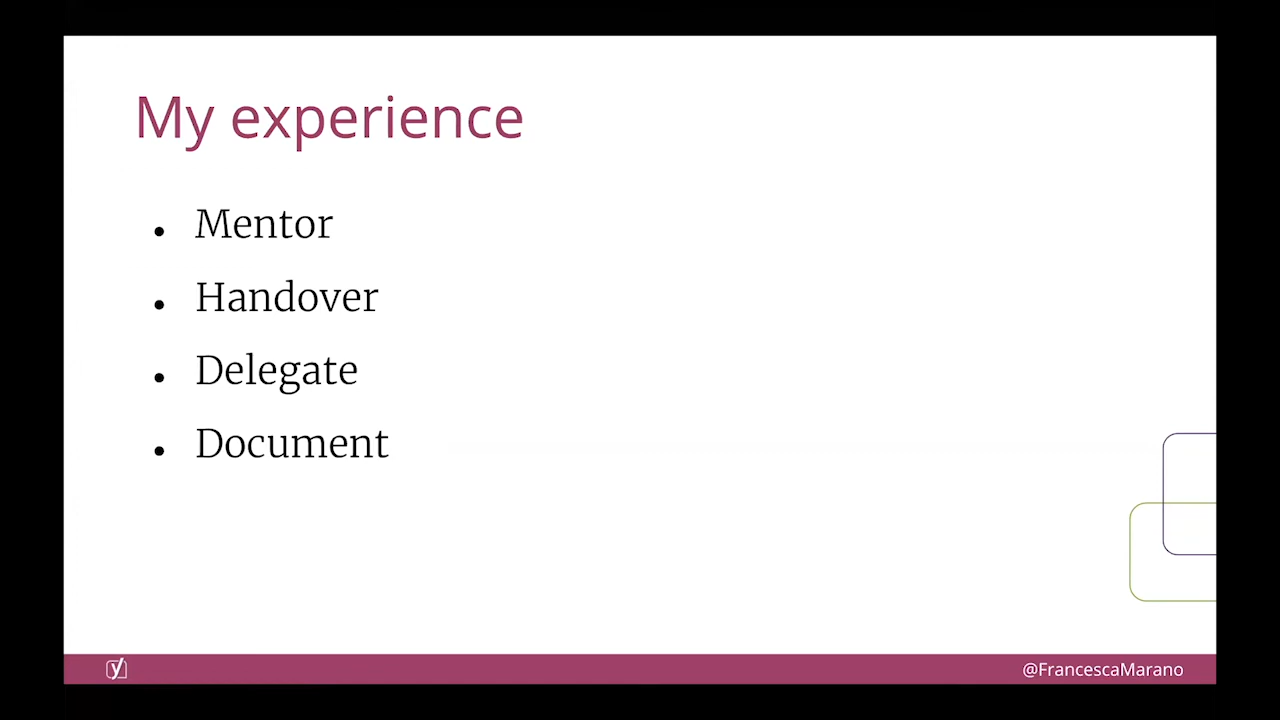 My experience
• Mentor
• Handover
• Delegate
• Document
y
@FrancescaMarano